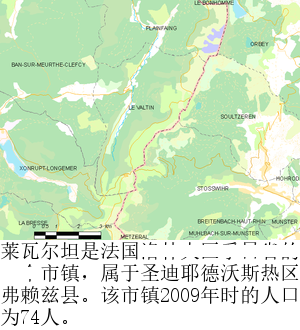 LE BONHOMME
PLAINFAING
ORBEY
BAN-SUR-MEURTHE-CLEFCY
LE VALTIN
SOULTZEREN
XONRUPT-LONGEMER
STOSSWIHR
HOHROD
LA BRESSE
BREITENBACH-HAUT-RHIN
MUNSTER
METZERAL
MUHLBACH-SUR-MUNSTER
莱瓦尔坦是法国
市镇，属于圣迪耶德沃斯热区
弗赖兹县。该市镇2009年时的人口
为74人。